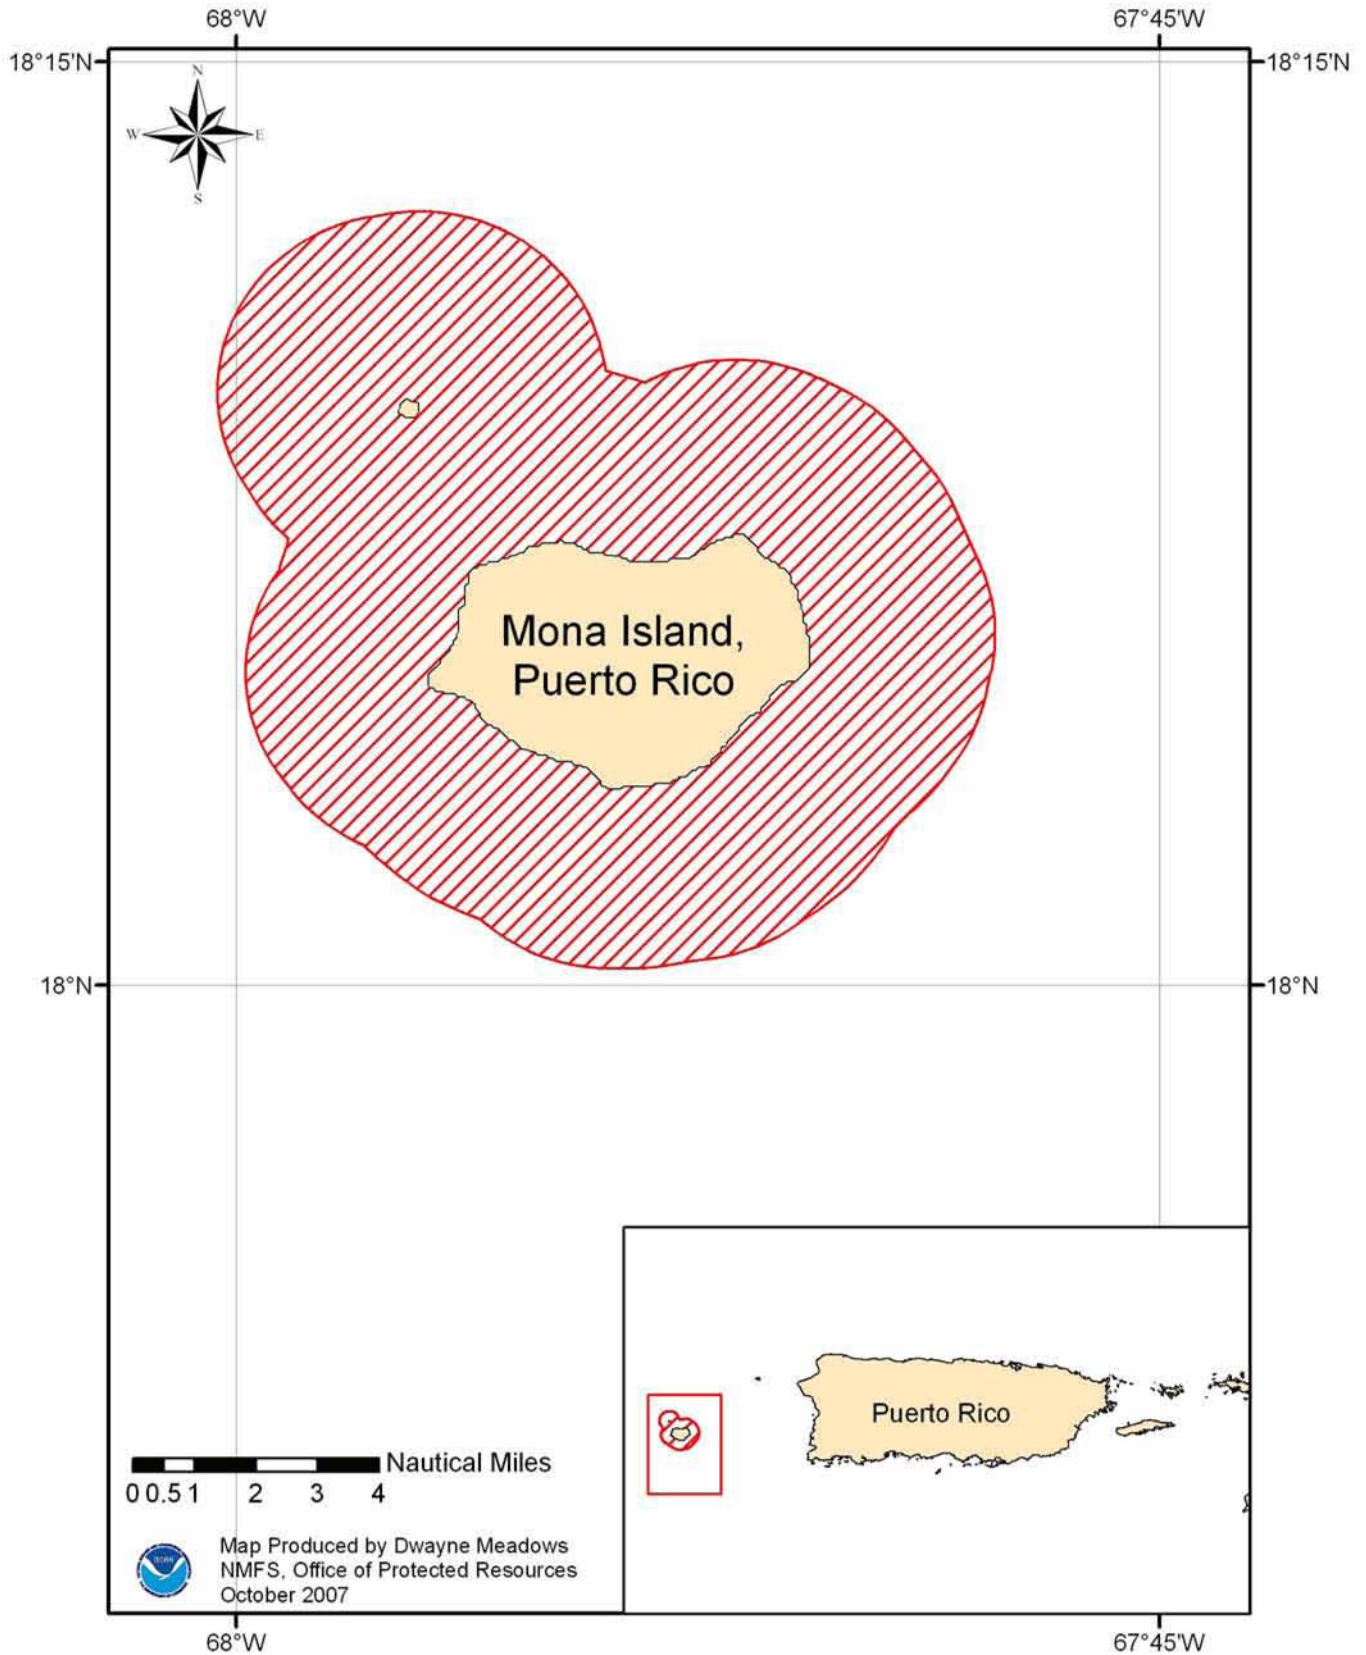 68°W
67°45'W
18°15'N
18°15'N
N
W
E
S
Mona Island,
Puerto Rico
18°N
18°N
Puerto Rico
Nautical Miles
0 0.5 1 2 3 4
NOAA
Map Produced by Dwayne Meadows
NMFS, Office of Protected Resources
October 2007
68°W
67°45'W